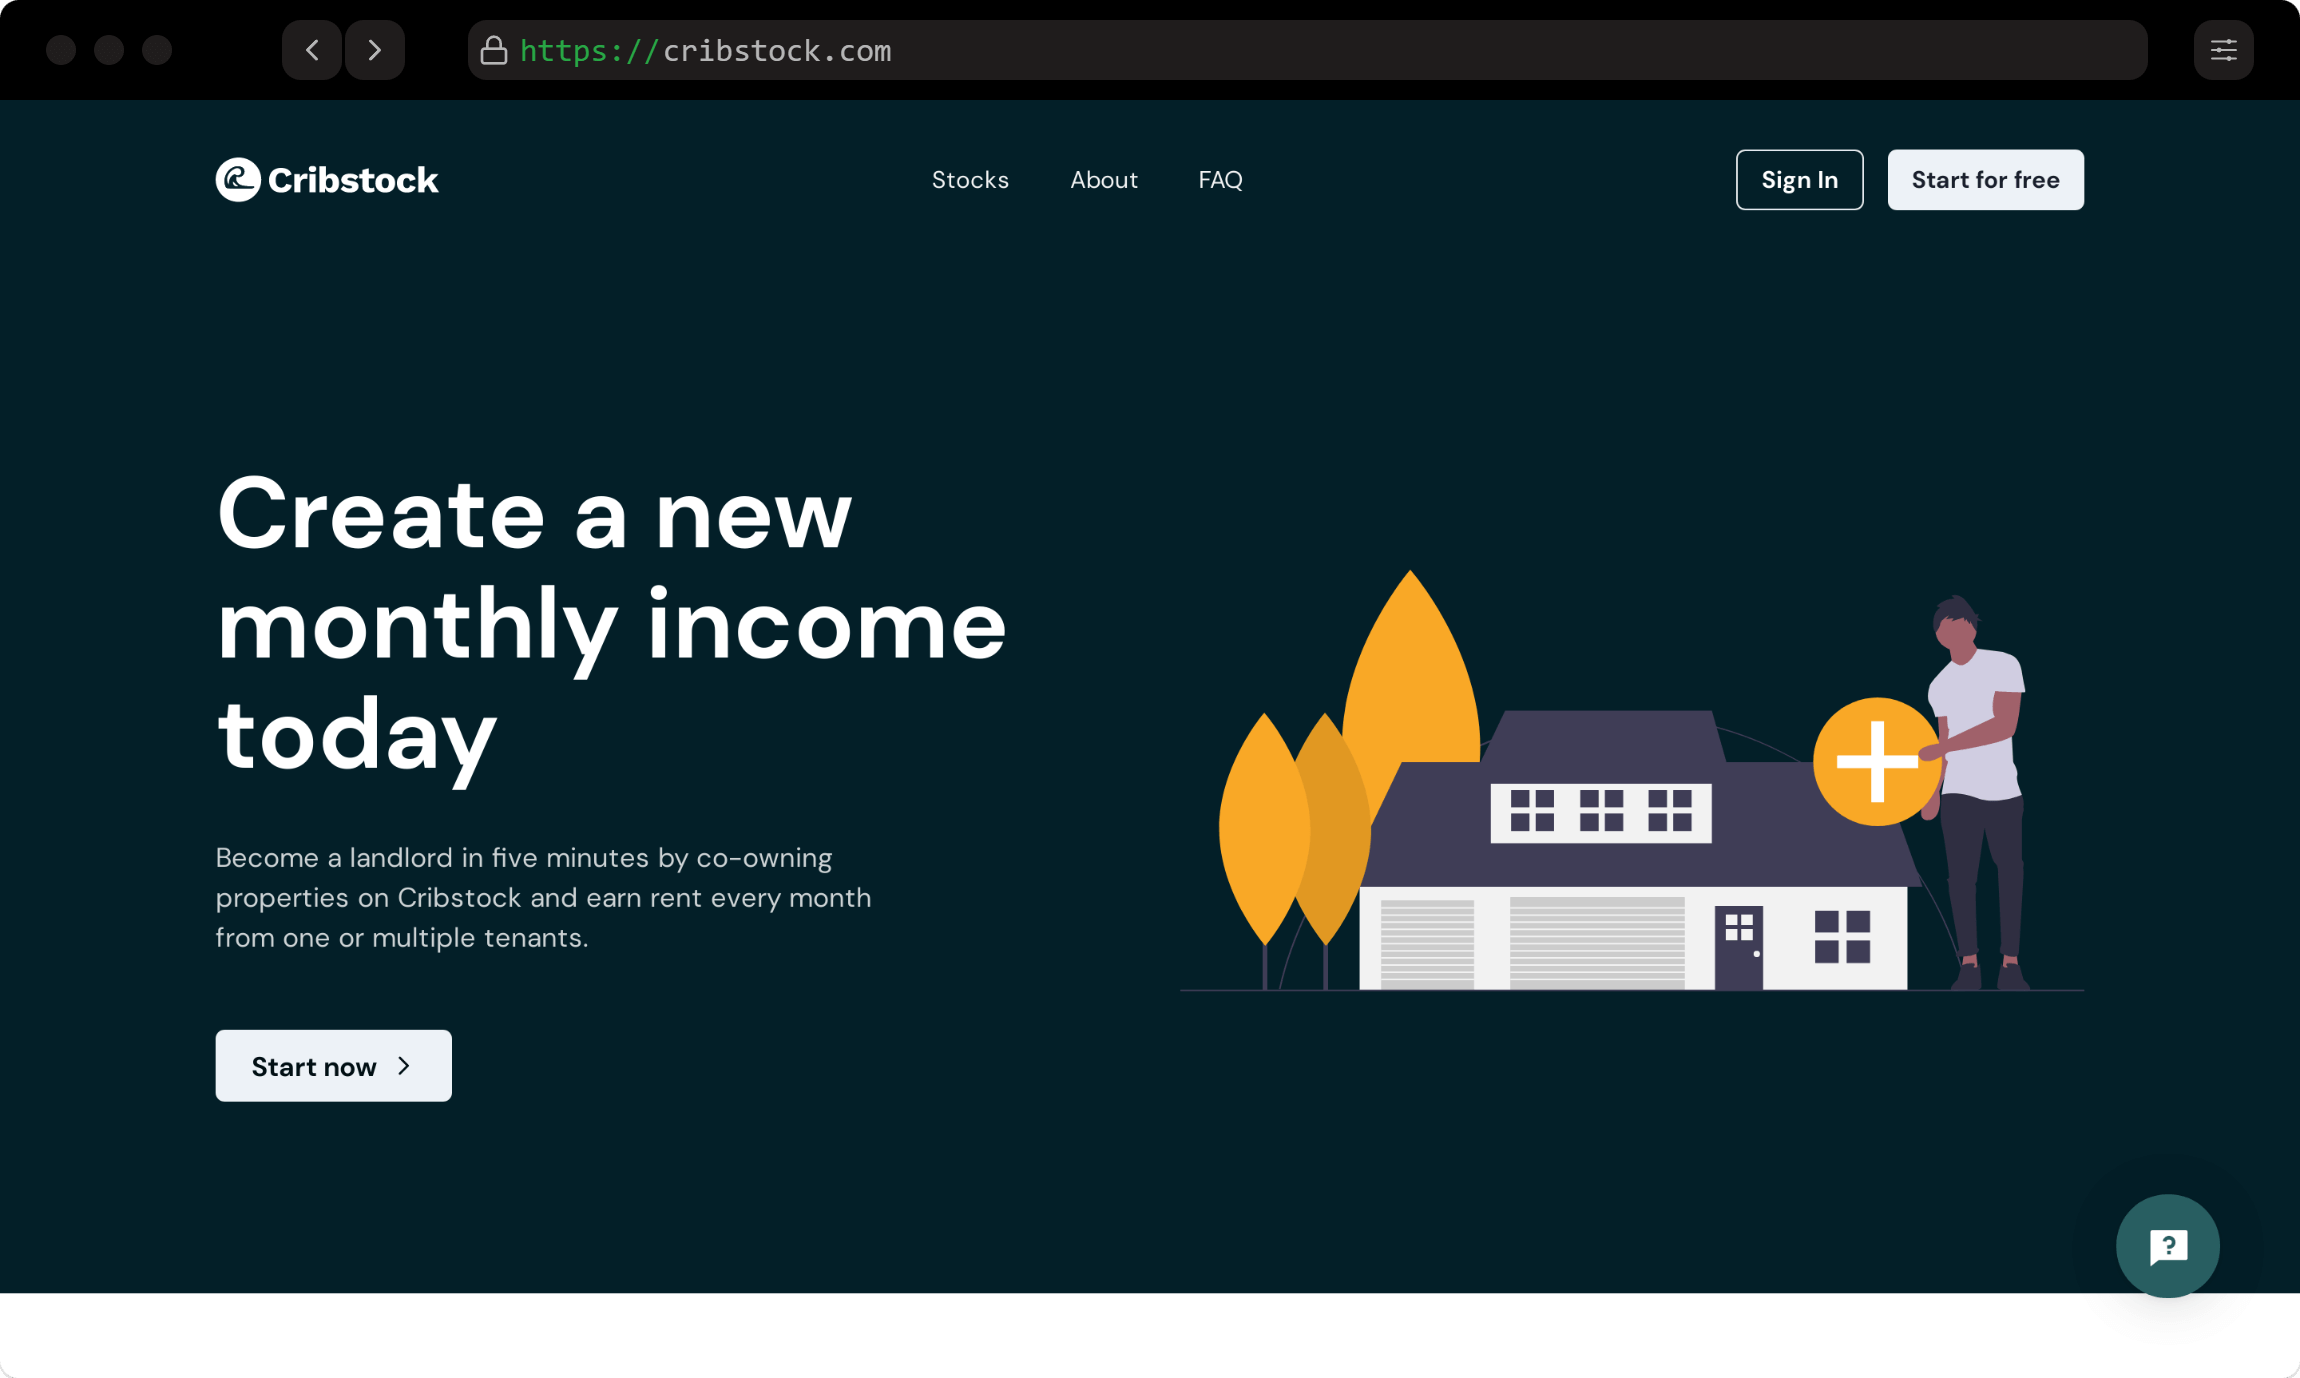 https://cribstock.com
Cribstock
Stocks
About
FAQ
Sign In
Start for free
Create a new
monthly income
today
Become a landlord in five minutes by co-owning
properties on Cribstock and earn rent every month
from one or multiple tenants.
Start now
?